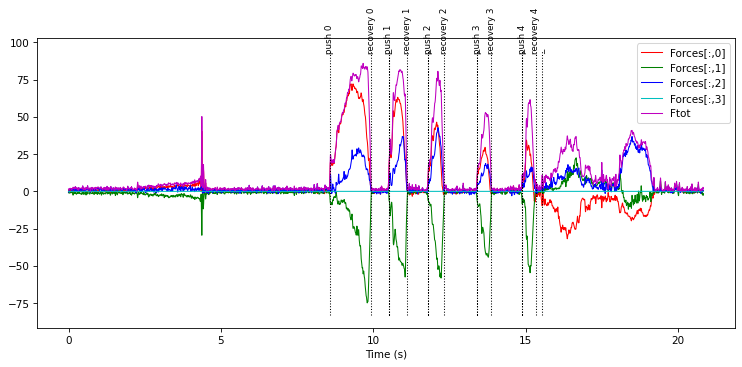 push 0
recovery 0
push 1
recovery 1
push 2
recovery 2
push 3
recovery 3
push 4
recovery 4
_
100
75
50
25
0
−25
−50
−75
Forces[:,0]
Forces[:,1]
Forces[:,2]
Forces[:,3]
Ftot
0
5
10
15
20
Time (s)